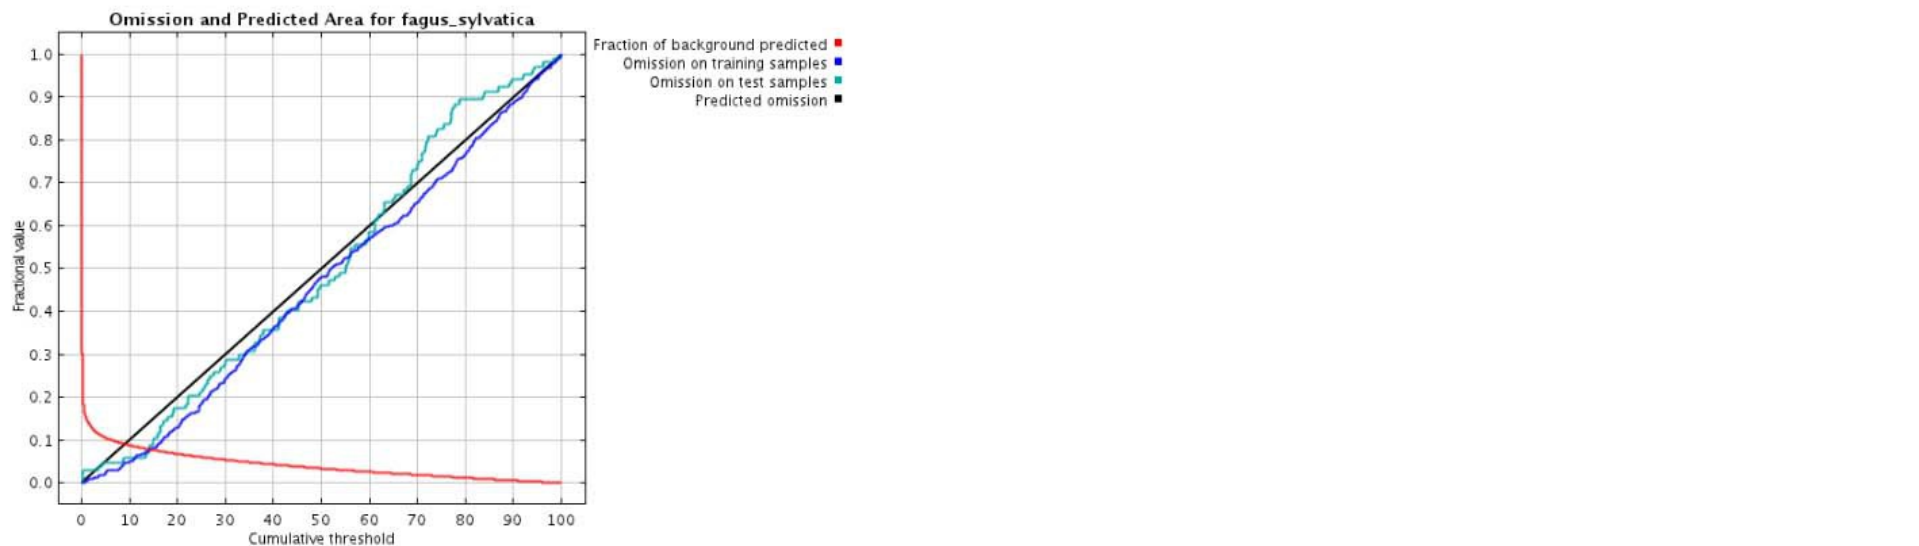 Omission and Predicted Area for fagus_sylvatica
Fraction of background predicted
Omission on training samples
Omission on test samples
Predicted omission
Fractional value
1.0
0.9
0.8
0.7
0.6
0.5
0.4
0.3
0.2
0.1
0.0
0 10 20 30 40 50 60 70 80 90 100
Cumulative threshold